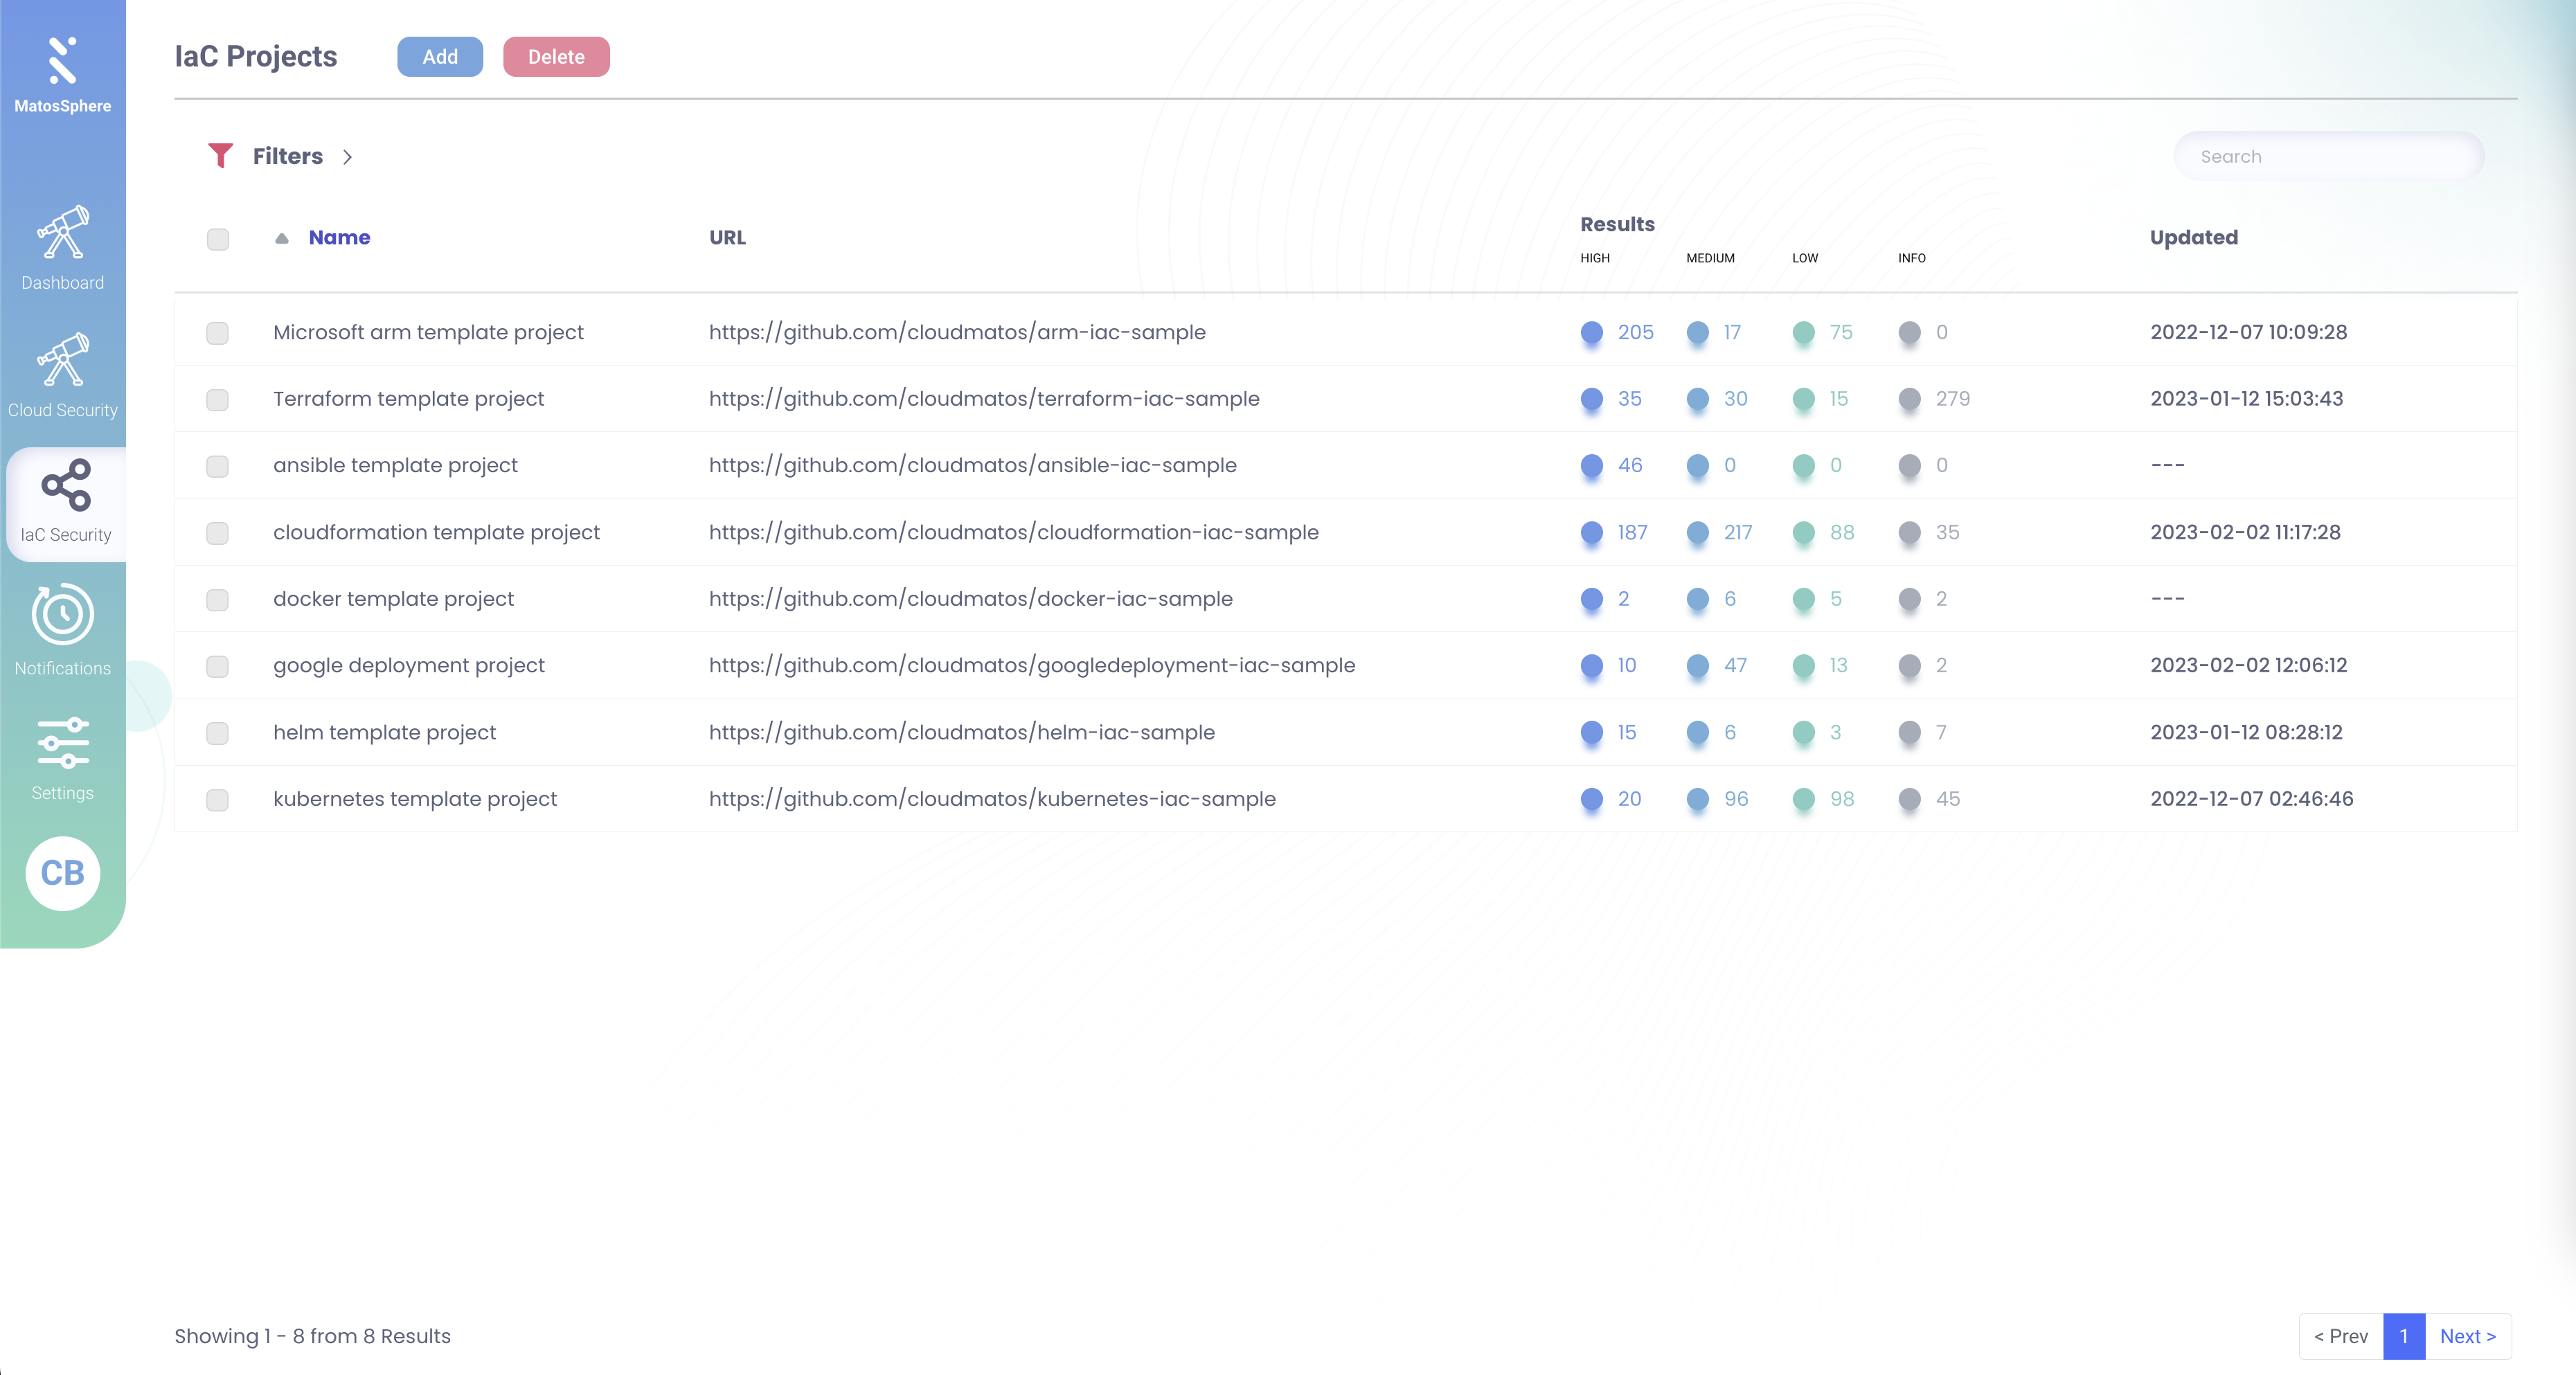 MatosSphere
Dashboard
Cloud Security
IaC Security
Notifications
Settings
CB
IaC Projects Add Delete
Filters >
Search
Name URL Results Updated
HIGH MEDIUM LOW INFO
Microsoft arm template project https://github.com/cloudmatos/arm-iac-sample 205 17 75 0 2022-12-07 10:09:28
Terraform template project https://github.com/cloudmatos/terraform-iac-sample 35 30 15 279 2023-01-12 15:03:43
ansible template project https://github.com/cloudmatos/ansible-iac-sample 46 0 0 0 ---
cloudformation template project https://github.com/cloudmatos/cloudformation-iac-sample 187 217 88 35 2023-02-02 11:17:28
docker template project https://github.com/cloudmatos/docker-iac-sample 2 6 5 2 ---
google deployment project https://github.com/cloudmatos/googledeployment-iac-sample 10 47 13 2 2023-02-02 12:06:12
helm template project https://github.com/cloudmatos/helm-iac-sample 15 6 3 7 2023-01-12 08:28:12
kubernetes template project https://github.com/cloudmatos/kubernetes-iac-sample 20 96 98 45 2022-12-07 02:46:46
Showing 1 - 8 from 8 Results
< Prev 1 Next >